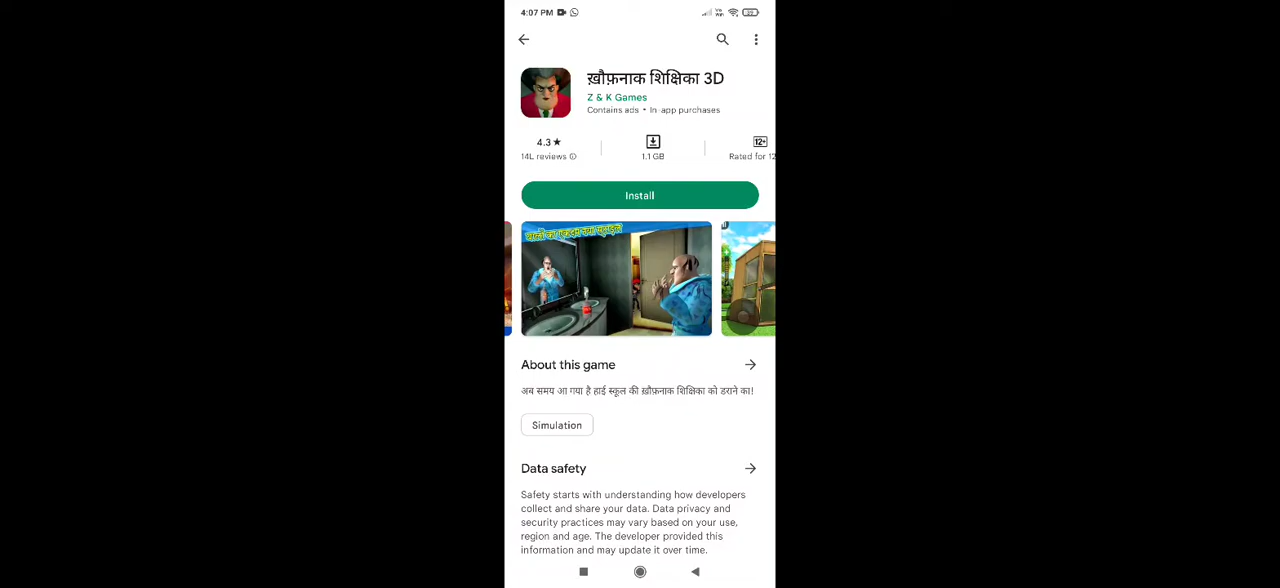 4:07 PM
ख़ौफ़नाक शिक्षिका 3D
Z & K Games
Contains ads • In-app purchases
4.3★
14L reviews
1.1 GB
12+
Rated for 12
Install
About this game
अब समय आ गया है हाई स्कूल की ख़ौफ़नाक शिक्षिका को डराने का!
Simulation
Data safety
Safety starts with understanding how developers
collect and share your data. Data privacy and
security practices may vary based on your use,
region and age. The developer provided this
information and may update it over time.